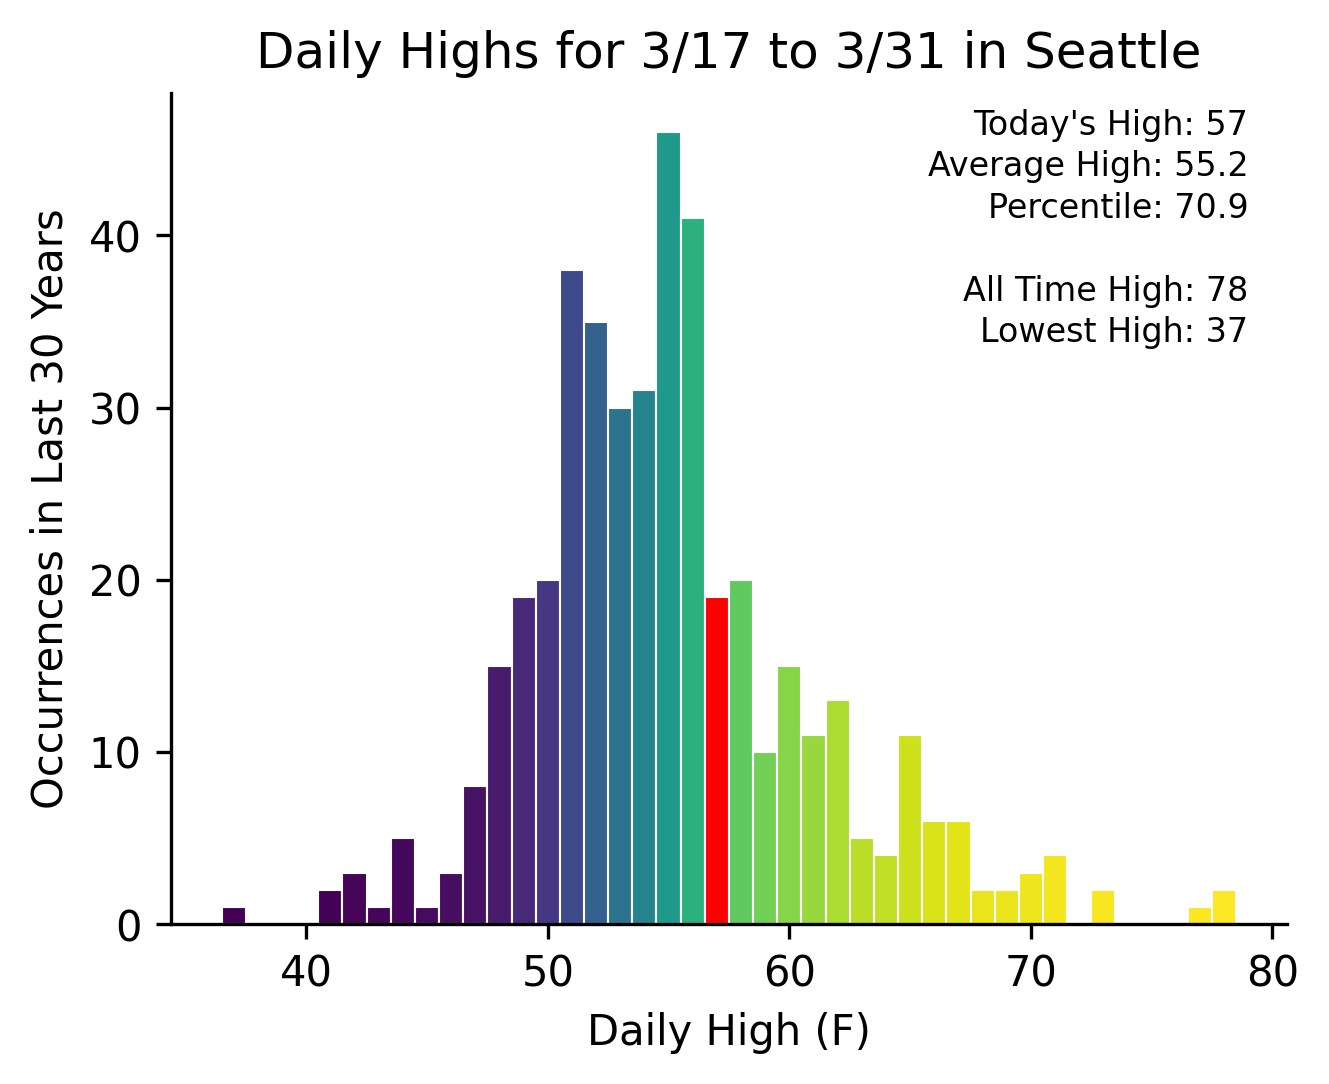 Daily Highs for 3/17 to 3/31 in Seattle
Today's High: 57
Average High: 55.2
Percentile: 70.9
All Time High: 78
Lowest High: 37
Occurrences in Last 30 Years
40
30
20
10
0
40 50 60 70 80
Daily High (F)